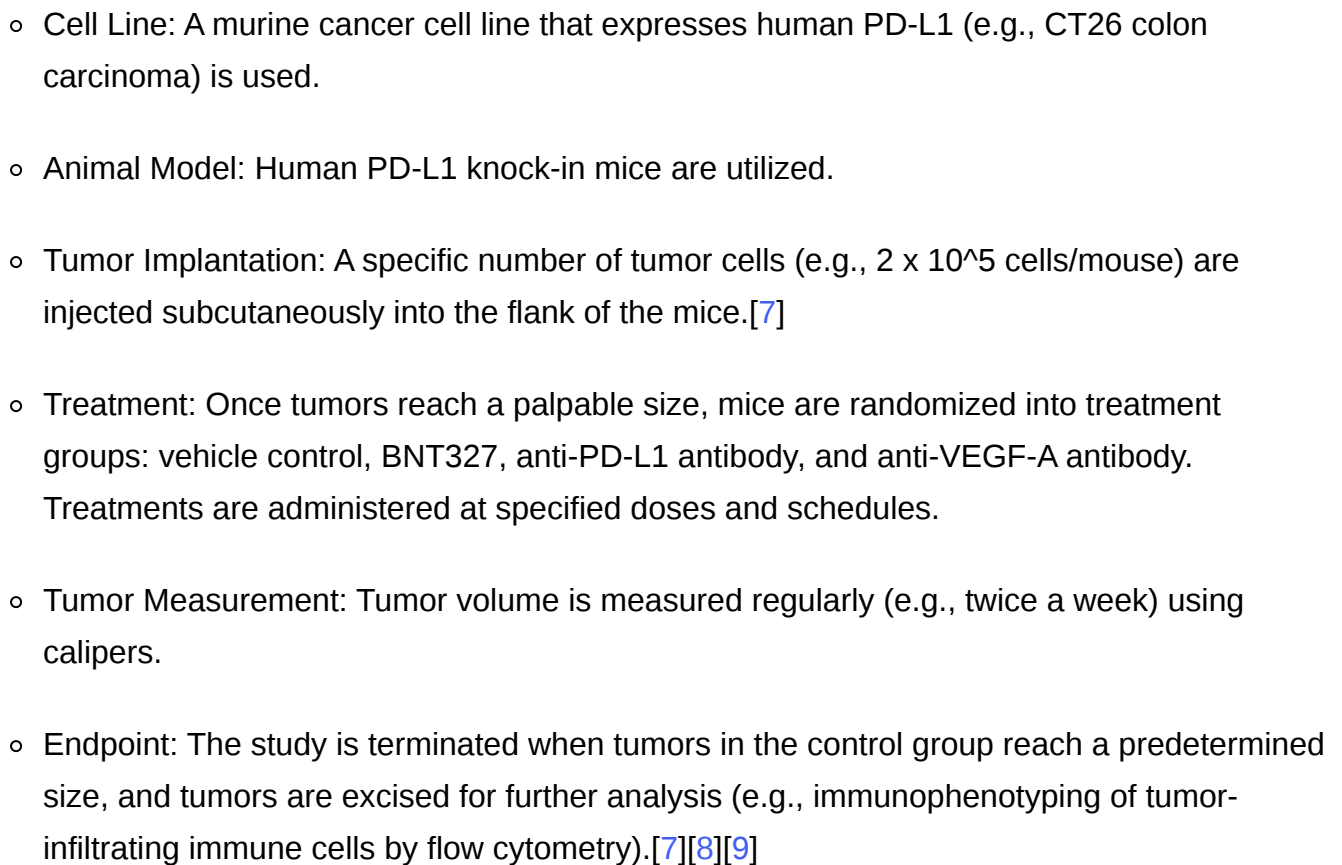 ◦ Cell Line: A murine cancer cell line that expresses human PD-L1 (e.g., CT26 colon
carcinoma) is used.
◦ Animal Model: Human PD-L1 knock-in mice are utilized.
◦ Tumor Implantation: A specific number of tumor cells (e.g., 2 x 10^5 cells/mouse) are
injected subcutaneously into the flank of the mice.[7]
◦ Treatment: Once tumors reach a palpable size, mice are randomized into treatment
groups: vehicle control, BNT327, anti-PD-L1 antibody, and anti-VEGF-A antibody.
Treatments are administered at specified doses and schedules.
◦ Tumor Measurement: Tumor volume is measured regularly (e.g., twice a week) using
calipers.
◦ Endpoint: The study is terminated when tumors in the control group reach a predetermined
size, and tumors are excised for further analysis (e.g., immunophenotyping of tumor-
infiltrating immune cells by flow cytometry).[7][8][9]